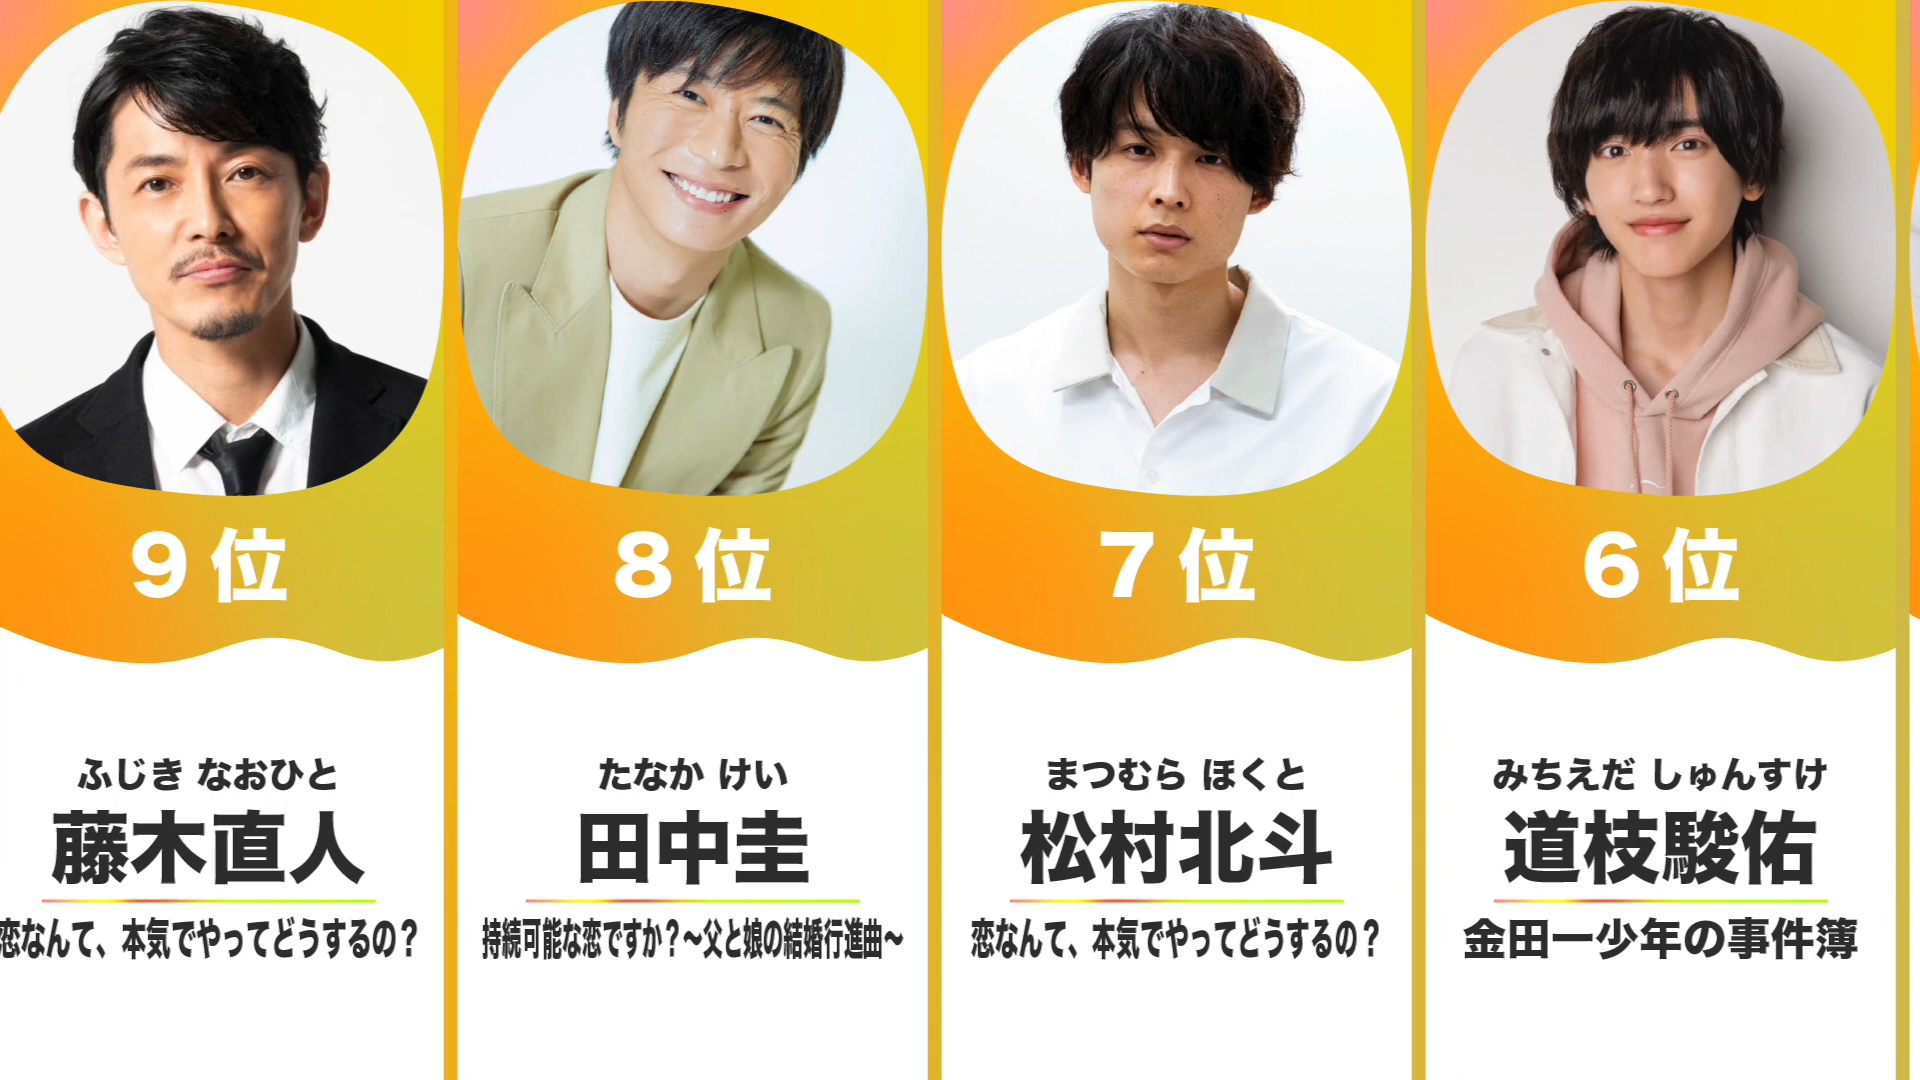 9位
ふじき なおひと
藤木直人
恋なんて、本気でやってどうするの？
8位
たなか けい
田中圭
持続可能な恋ですか？〜父と娘の結婚行進曲〜
7位
まつむら ほくと
松村北斗
恋なんて、本気でやってどうするの？
6位
みちえだ しゅんすけ
道枝駿佑
金田一少年の事件簿